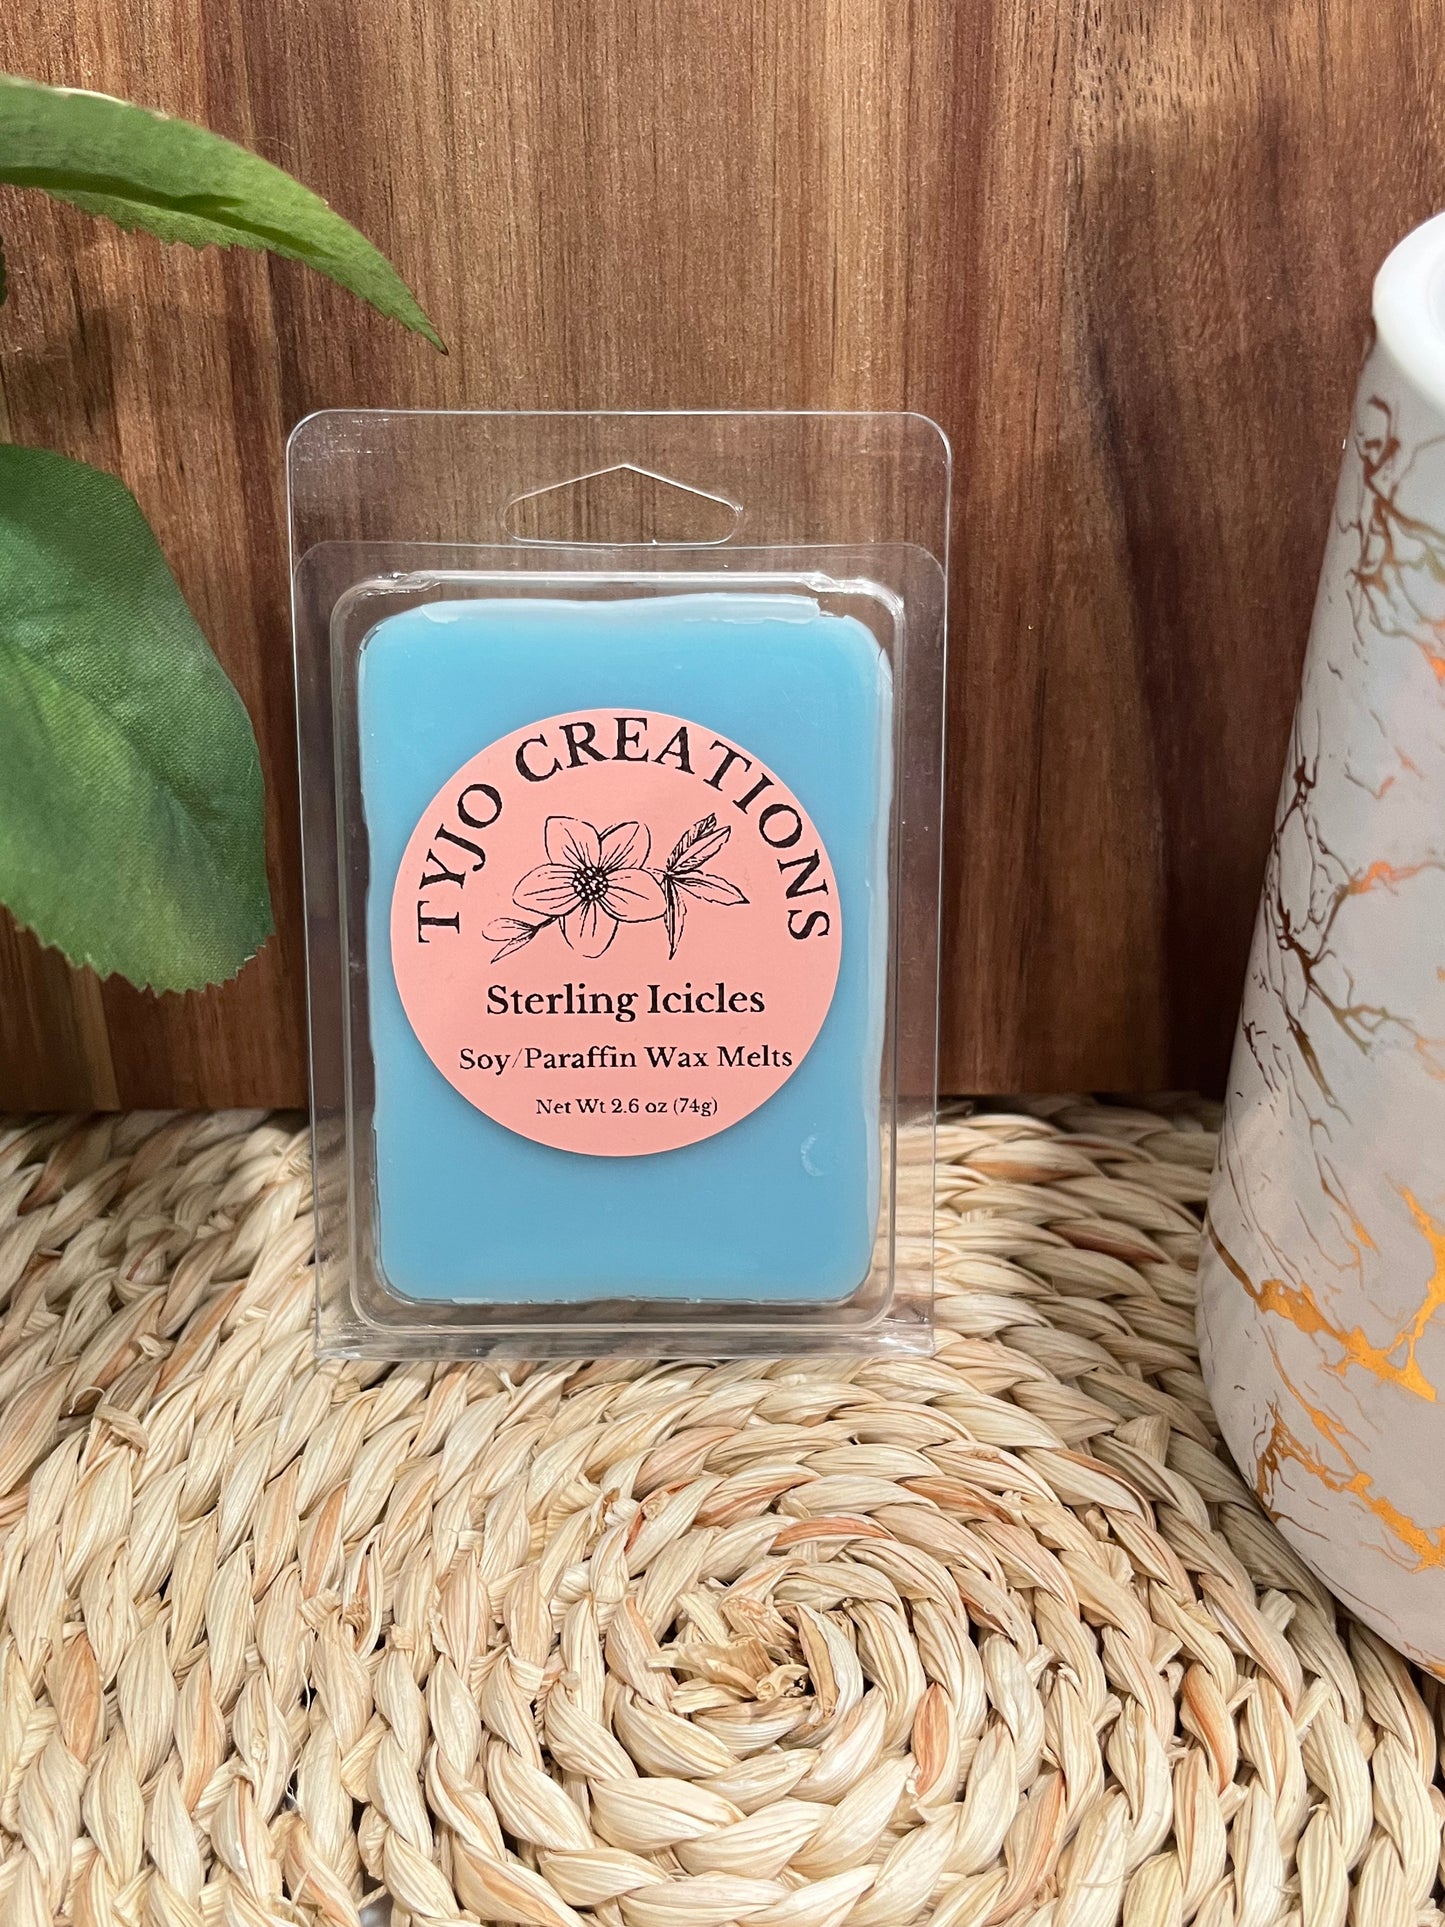 TYJO CREATIONS
Sterling Icicles
Soy/Paraffin Wax Melts
Net Wt 2.6 oz (74g)